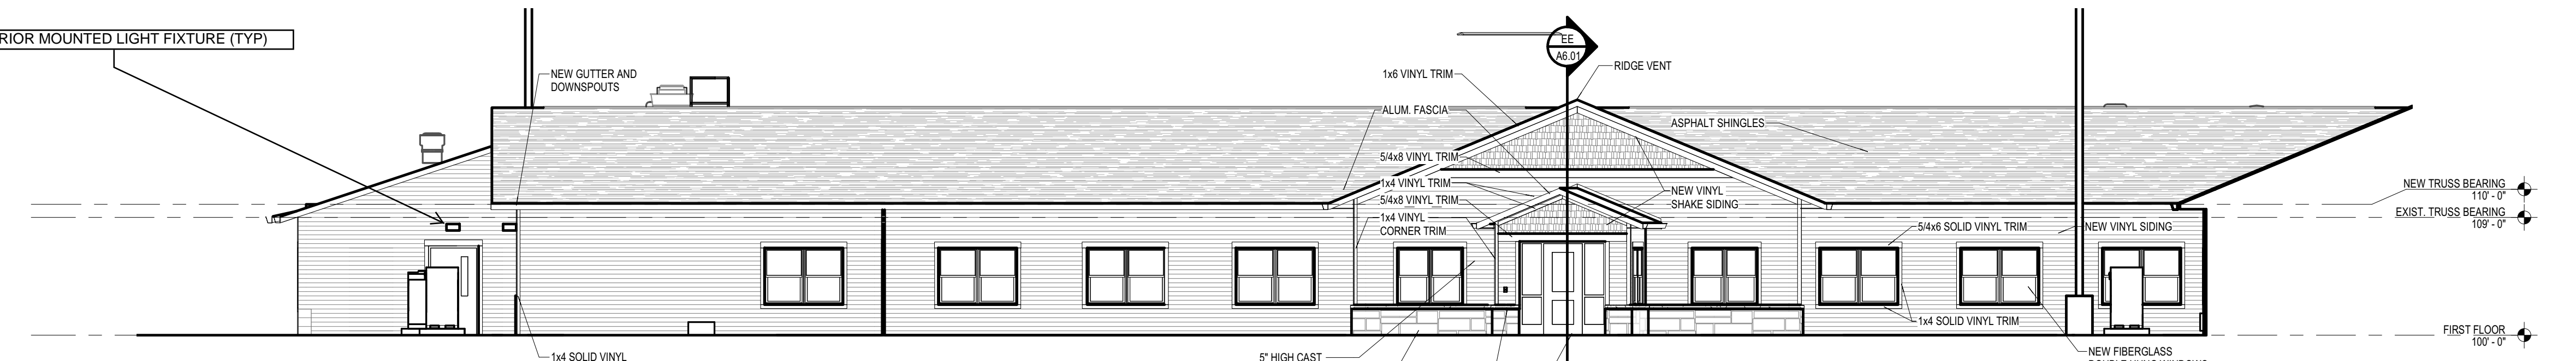 RIOR MOUNTED LIGHT FIXTURE (TYP)
NEW GUTTER AND
DOWNSPOUTS
1x6 VINYL TRIM
EE
A6.01
RIDGE VENT
ALUM. FASCIA
ASPHALT SHINGLES
5/4x8 VINYL TRIM
1x4 VINYL TRIM
5/4x8 VINYL TRIM
1x4 VINYL
CORNER TRIM
NEW VINYL
SHAKE SIDING
NEW TRUSS BEARING
110' - 0"
EXIST. TRUSS BEARING
109' - 0"
5/4x6 SOLID VINYL TRIM
NEW VINYL SIDING
1x4 SOLID VINYL TRIM
FIRST FLOOR
100' - 0"
1x4 SOLID VINYL
5" HIGH CAST
NEW FIBERGLASS